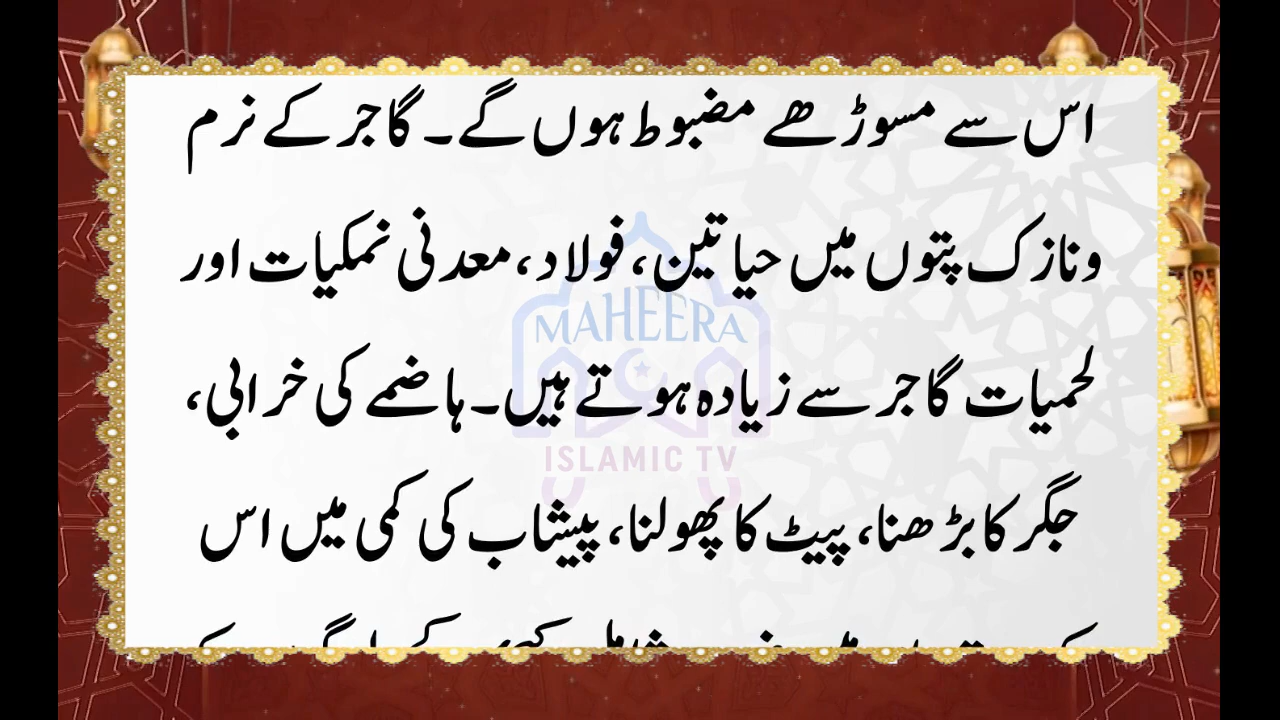 اس سے مسوڑھے مضبوط ہوں گے۔ گاجر کے نرم
ونازک پتوں میں حیاتین، فولاد، معدنی نمکیات اور
MAHEERA
لحمیات گاجر سے زیادہ ہوتے ہیں۔ ہاضمے کی خرابی،
ISLAMIC TV
جگر کا بڑھنا، پیٹ کا پھولنا، پیشاب کی کمی میں اس